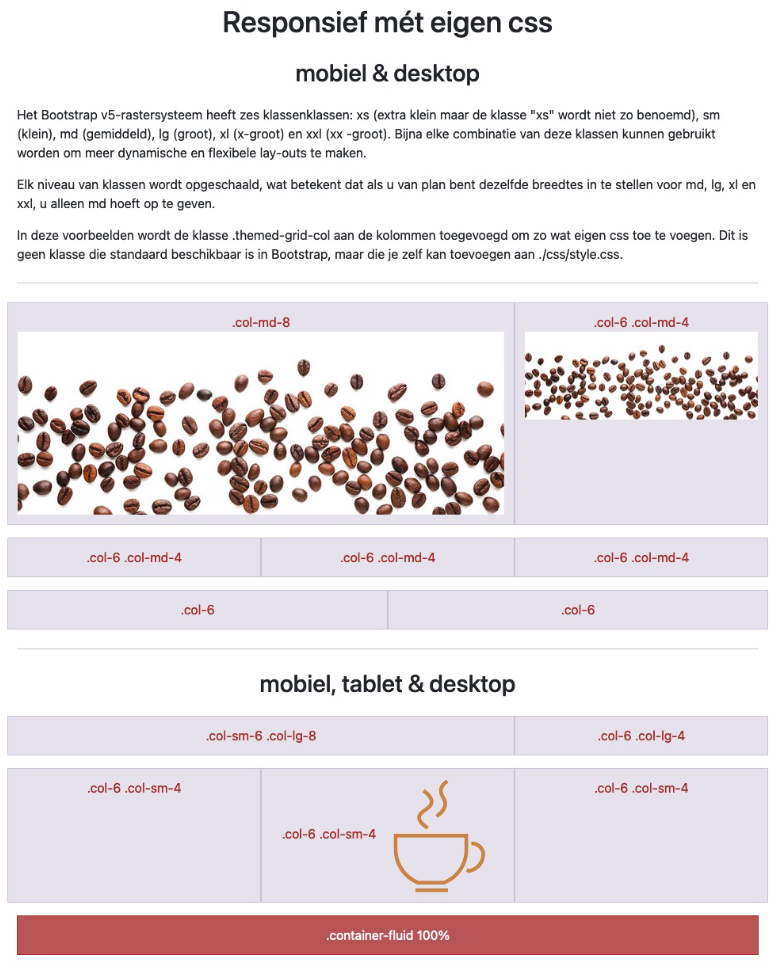 Responsief mét eigen css
mobiel & desktop
Het Bootstrap v5-rastersysteem heeft zes klassenklassen: xs (extra klein maar de klasse "xs" wordt niet zo benoemd), sm
(klein), md (gemiddeld), lg (groot), xl (x-groot) en xxl (xx -groot). Bijna elke combinatie van deze klassen kunnen gebruikt
worden om meer dynamische en flexibele lay-outs te maken.
Elk niveau van klassen wordt opgeschaald, wat betekent dat als u van plan bent dezelfde breedtes in te stellen voor md, lg, xl en
xxl, u alleen md hoeft op te geven.
In deze voorbeelden wordt de klasse .themed-grid-col aan de kolommen toegevoegd om zo wat eigen css toe te voegen. Dit is
geen klasse die standaard beschikbaar is in Bootstrap, maar die je zelf kan toevoegen aan ./css/style.css.
.col-md-8
.col-6 .col-md-4
.col-6 .col-md-4
.col-6 .col-md-4
.col-6 .col-md-4
.col-6
.col-6
mobiel, tablet & desktop
.col-sm-6 .col-lg-8
.col-6 .col-lg-4
.col-6 .col-sm-4
.col-6 .col-sm-4
.col-6 .col-sm-4
.container-fluid 100%